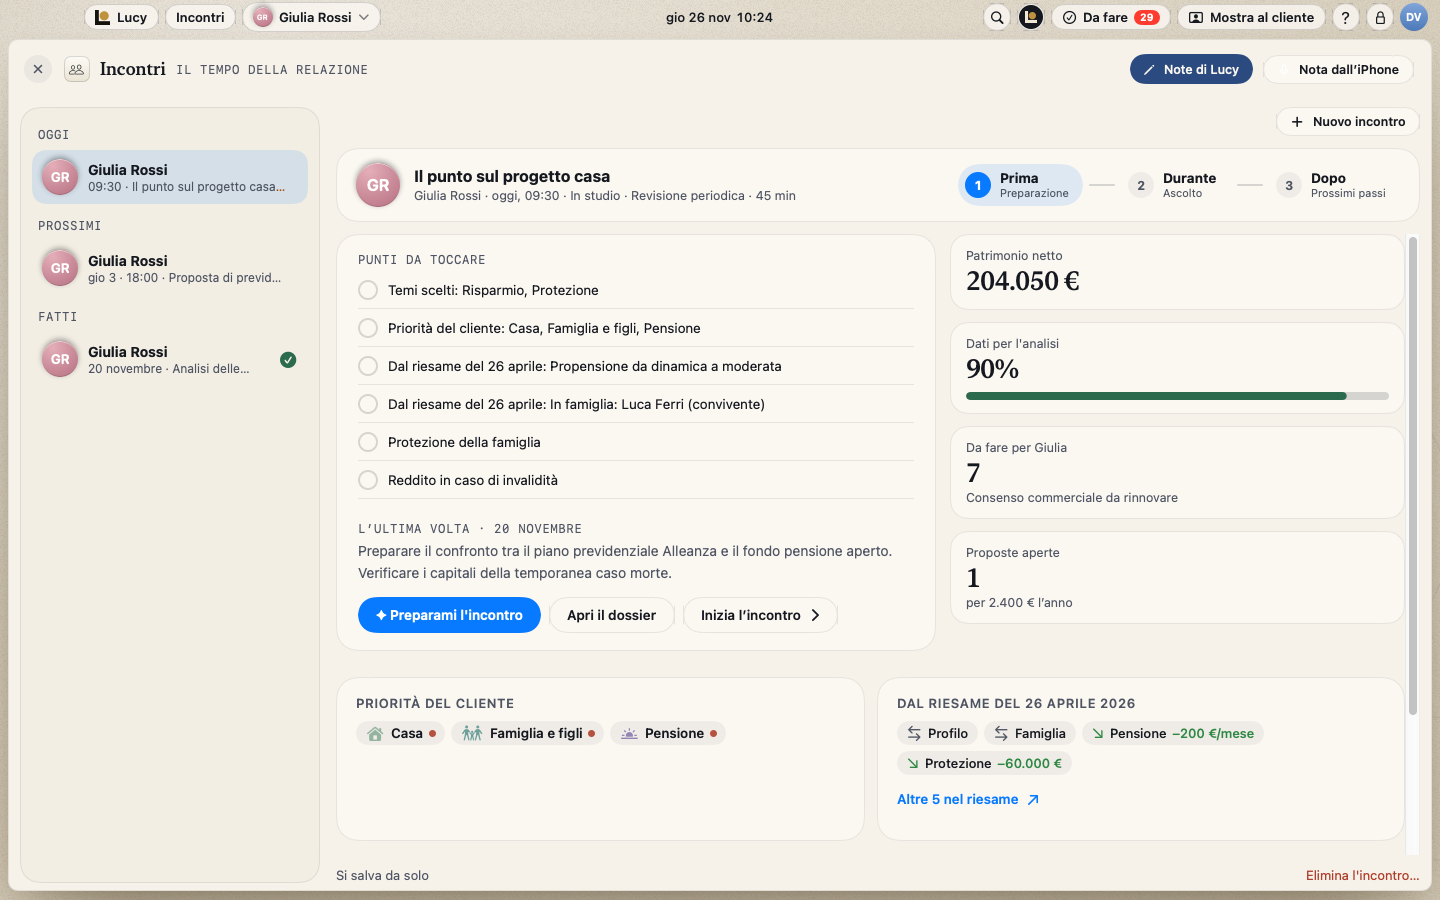 Lucy
Incontri
GR Giulia Rossi
gio 26 nov 10:24
Da fare 29
Mostra al cliente
?
DV
Incontri IL TEMPO DELLA RELAZIONE
Note di Lucy
Nota dall’iPhone
OGGI
GR
Giulia Rossi
09:30 · Il punto sul progetto casa…
PROSSIMI
GR
Giulia Rossi
gio 3 · 18:00 · Proposta di previd…
FATTI
GR
Giulia Rossi
20 novembre · Analisi delle…
+ Nuovo incontro
GR
Il punto sul progetto casa
Giulia Rossi · oggi, 09:30 · In studio · Revisione periodica · 45 min
1 Prima
Preparazione
2 Durante
Ascolto
3 Dopo
Prossimi passi
PUNTI DA TOCCARE
Temi scelti: Risparmio, Protezione
Priorità del cliente: Casa, Famiglia e figli, Pensione
Dal riesame del 26 aprile: Propensione da dinamica a moderata
Dal riesame del 26 aprile: In famiglia: Luca Ferri (convivente)
Protezione della famiglia
Reddito in caso di invalidità
L’ULTIMA VOLTA · 20 NOVEMBRE
Preparare il confronto tra il piano previdenziale Alleanza e il fondo pensione aperto.
Verificare i capitali della temporanea caso morte.
Preparami l'incontro
Apri il dossier
Inizia l’incontro
Patrimonio netto
204.050 €
Dati per l'analisi
90%
Da fare per Giulia
7
Consenso commerciale da rinnovare
Proposte aperte
1
per 2.400 € l’anno
PRIORITÀ DEL CLIENTE
Casa
Famiglia e figli
Pensione
DAL RIESAME DEL 26 APRILE 2026
Profilo
Famiglia
Pensione −200 €/mese
Protezione −60.000 €
Altre 5 nel riesame
Si salva da solo
Elimina l'incontro…